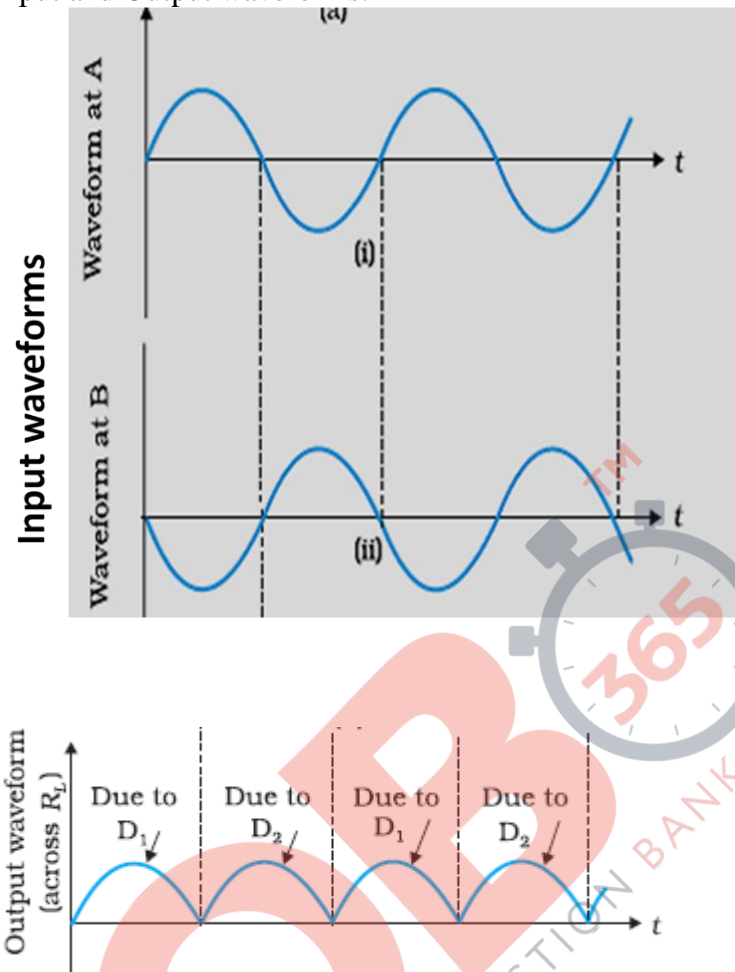 (a)
Waveform at A
t
(i)
Input waveforms
Waveform at B
t
(ii)
TM
365
Output waveform
(across R_L)
Due to
D₁
Due to
D₂
Due to
D₁
Due to
D₂
t
BANK